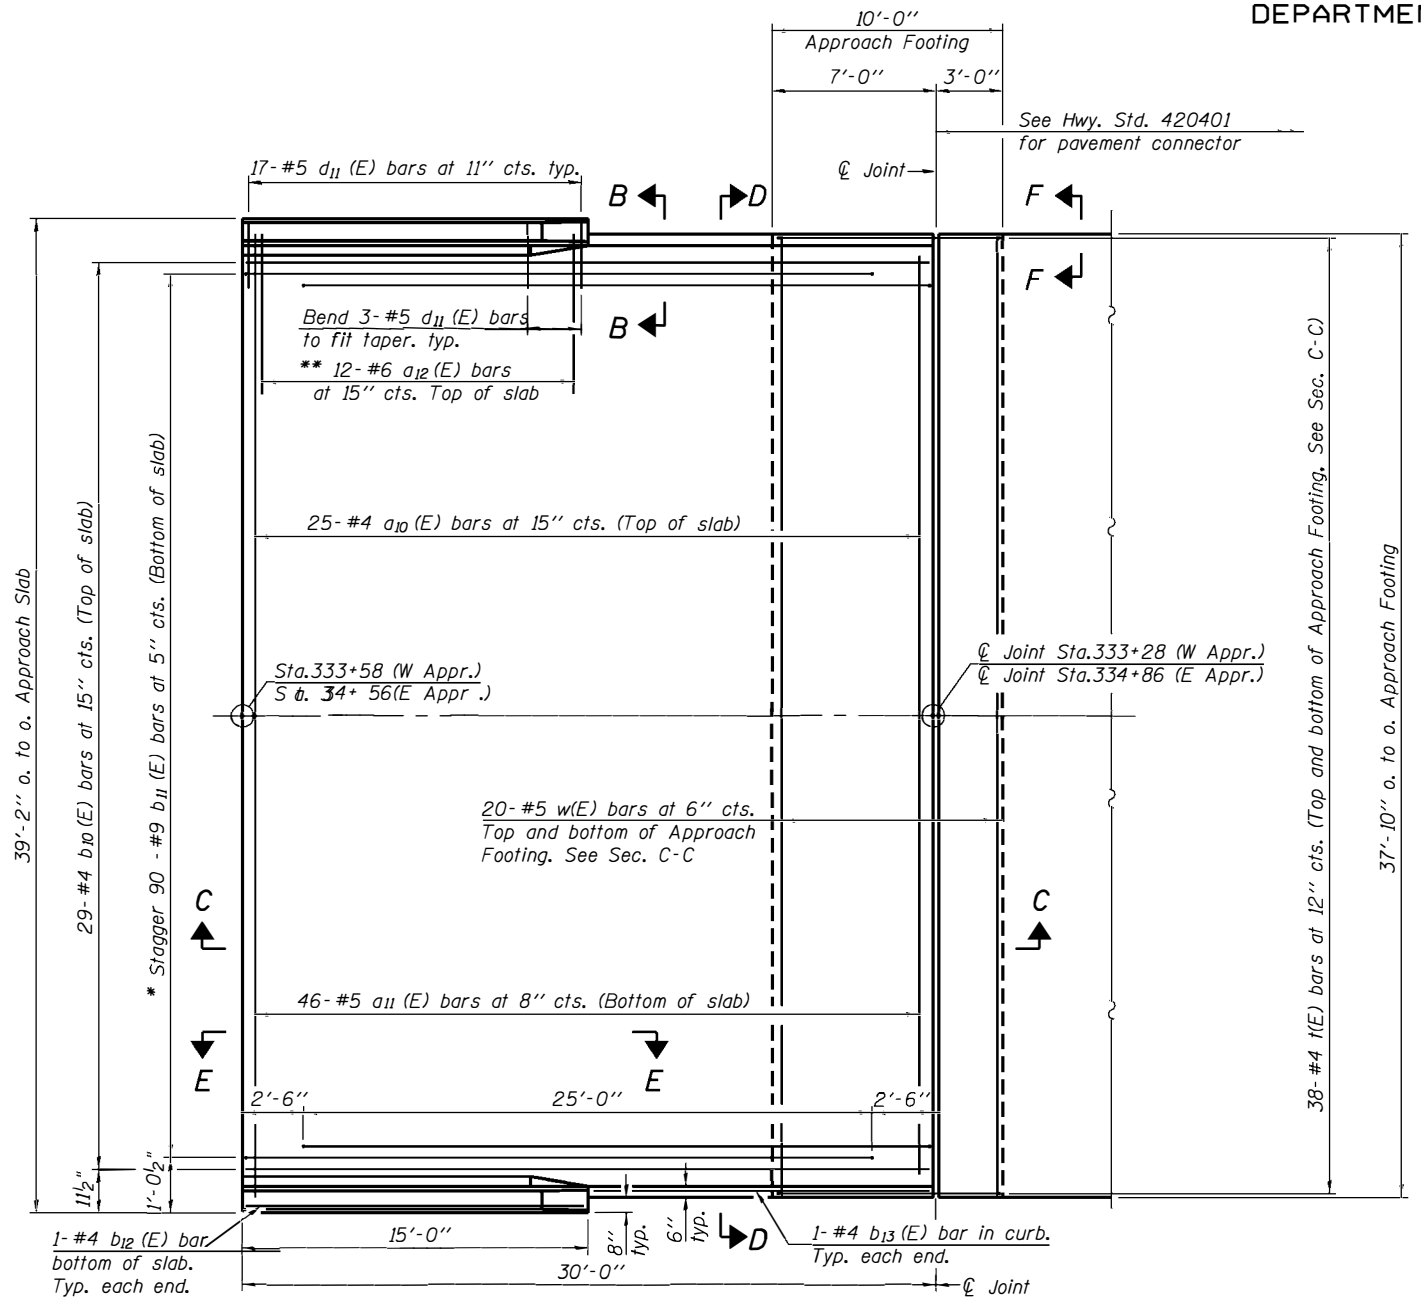 DEPARTME
10'-0"
Approach Footing
7'-0"
3'-0"
See Hwy. Std. 420401
for pavement connector
℄ Joint
17-#5 d11 (E) bars at 11" cts. typ.
B
D
F
F
B
Bend 3-#5 d11 (E) bars
to fit taper. typ.
** 12-#6 a12 (E) bars
at 15" cts. Top of slab
25-#4 a10 (E) bars at 15" cts. (Top of slab)
39'-2" o. to o. Approach Slab
29-#4 b10 (E) bars at 15" cts. (Top of slab)
* Stagger 90 - #9 b11 (E) bars at 5" cts. (Bottom of slab)
38-#4 t(E) bars at 12" cts. (Top and bottom of Approach Footing. See Sec. C-C)
37'-10" o. to o. Approach Footing
Sta.333+58 (W Appr.)
34+ 56(E Appr .)
℄ Joint Sta.333+28 (W Appr.)
℄ Joint Sta.334+86 (E Appr.)
20-#5 w(E) bars at 6" cts.
Top and bottom of Approach
Footing. See Sec. C-C
C
C
46-#5 a11 (E) bars at 8" cts. (Bottom of slab)
E
E
2'-6"
25'-0"
2'-6"
11½"
1'-0½"
1-#4 b12 (E) bar
bottom of slab.
Typ. each end.
15'-0"
8"
typ.
6"
typ.
D
1-#4 b13 (E) bar in curb.
Typ. each end.
30'-0"
℄ Joint